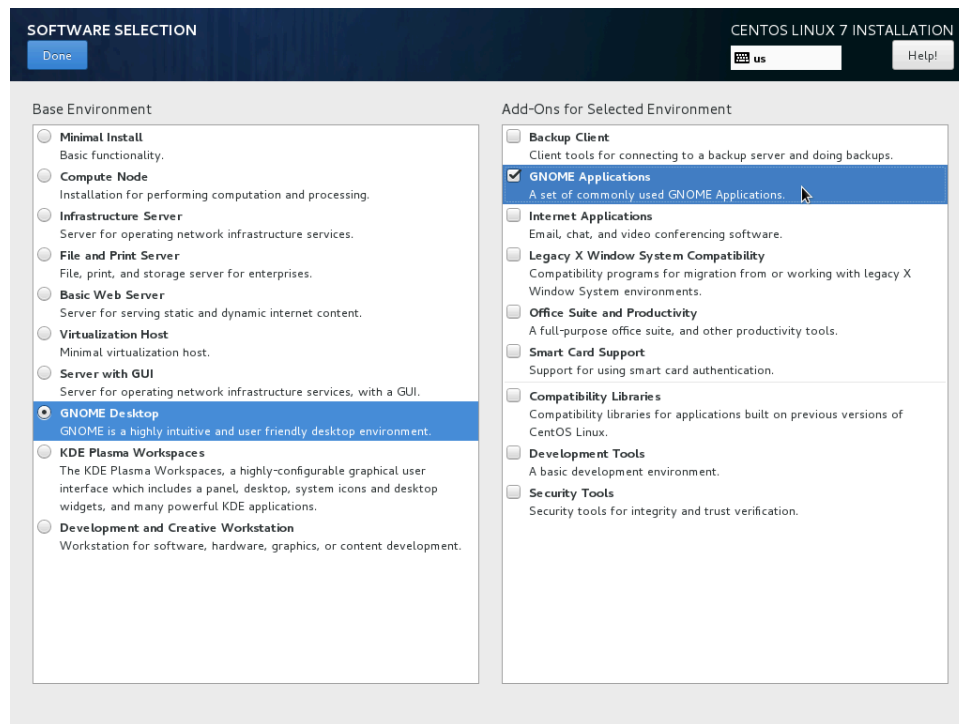 SOFTWARE SELECTION
CENTOS LINUX 7 INSTALLATION
Done
us
Help!
Base Environment
Minimal Install
Basic functionality.
Compute Node
Installation for performing computation and processing.
Infrastructure Server
Server for operating network infrastructure services.
File and Print Server
File, print, and storage server for enterprises.
Basic Web Server
Server for serving static and dynamic internet content.
Virtualization Host
Minimal virtualization host.
Server with GUI
Server for operating network infrastructure services, with a GUI.
GNOME Desktop
GNOME is a highly intuitive and user friendly desktop environment.
KDE Plasma Workspaces
The KDE Plasma Workspaces, a highly-configurable graphical user
interface which includes a panel, desktop, system icons and desktop
widgets, and many powerful KDE applications.
Development and Creative Workstation
Workstation for software, hardware, graphics, or content development.
Add-Ons for Selected Environment
Backup Client
Client tools for connecting to a backup server and doing backups.
GNOME Applications
A set of commonly used GNOME Applications.
Internet Applications
Email, chat, and video conferencing software.
Legacy X Window System Compatibility
Compatibility programs for migration from or working with legacy X
Window System environments.
Office Suite and Productivity
A full-purpose office suite, and other productivity tools.
Smart Card Support
Support for using smart card authentication.
Compatibility Libraries
Compatibility libraries for applications built on previous versions of
CentOS Linux.
Development Tools
A basic development environment.
Security Tools
Security tools for integrity and trust verification.